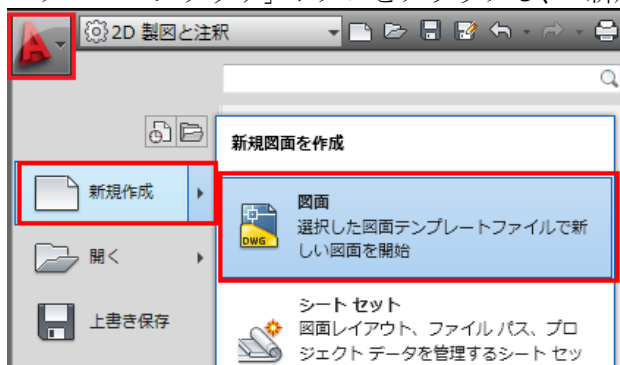 2D 製図と注釈
新規図面を作成
新規作成
図面
選択した図面テンプレートファイルで新
しい図面を開始
DWG
開く
上書き保存
シート セット
図面レイアウト、ファイル パス、プロ
ジェクト データを管理するシート セッ